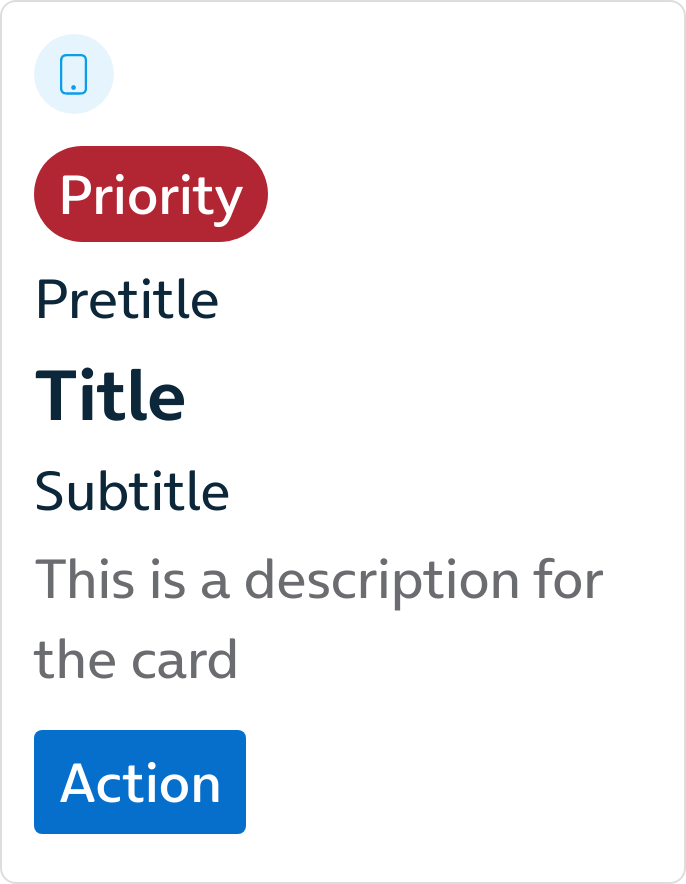 Priority
Pretitle
Title
Subtitle
This is a description for
the card
Action